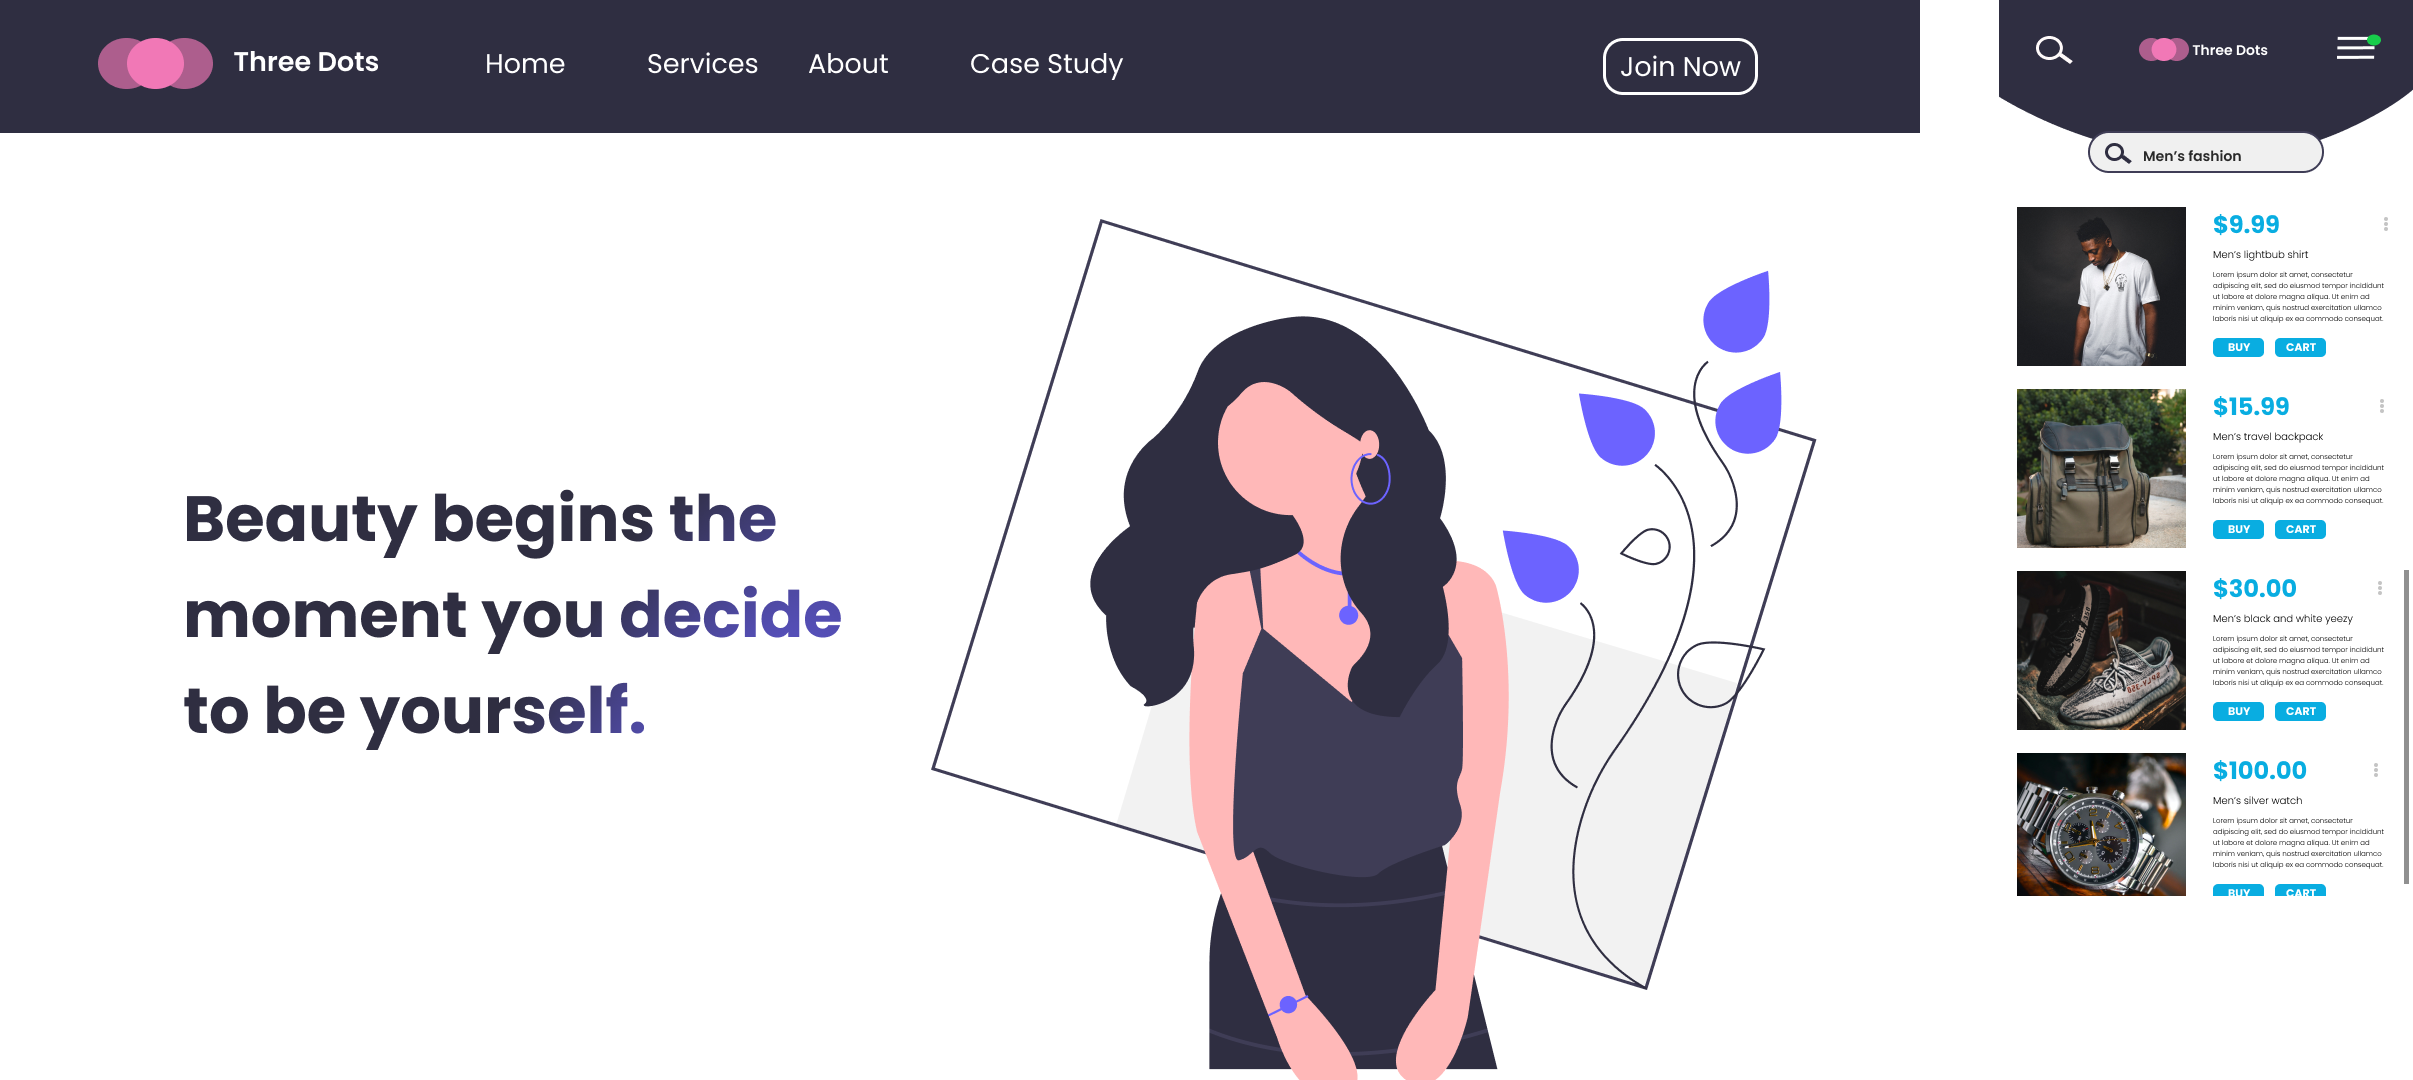 Three Dots
Home
Services
About
Case Study
Join Now
Beauty begins the
moment you decide
to be yourself.
Three Dots
Men's fashion
$9.99
Men's lightbub shirt
Lorem ipsum dolor sit amet, consectetur
adipiscing elit, sed do eiusmod tempor incididunt
ut labore et dolore magna aliqua. Ut enim ad
minim veniam, quis nostrud exercitation ullamco
laboris nisi ut aliquip ex ea commodo consequat.
BUY
CART
$15.99
Men's travel backpack
Lorem ipsum dolor sit amet, consectetur
adipiscing elit, sed do eiusmod tempor incididunt
ut labore et dolore magna aliqua. Ut enim ad
minim veniam, quis nostrud exercitation ullamco
laboris nisi ut aliquip ex ea commodo consequat.
BUY
CART
$30.00
Men's black and white yeezy
Lorem ipsum dolor sit amet, consectetur
adipiscing elit, sed do eiusmod tempor incididunt
ut labore et dolore magna aliqua. Ut enim ad
minim veniam, quis nostrud exercitation ullamco
laboris nisi ut aliquip ex ea commodo consequat.
BUY
CART
$100.00
Men's silver watch
Lorem ipsum dolor sit amet, consectetur
adipiscing elit, sed do eiusmod tempor incididunt
ut labore et dolore magna aliqua. Ut enim ad
minim veniam, quis nostrud exercitation ullamco
laboris nisi ut aliquip ex ea commodo consequat.
BUY
CART